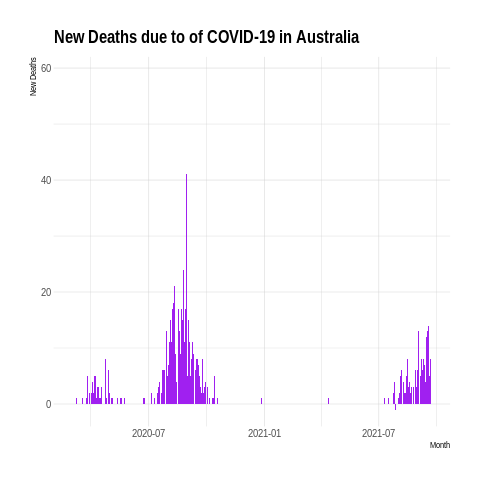 New Deaths due to of COVID-19 in Australia
New Deaths
60
40
20
0
2020-07
2021-01
2021-07
Month